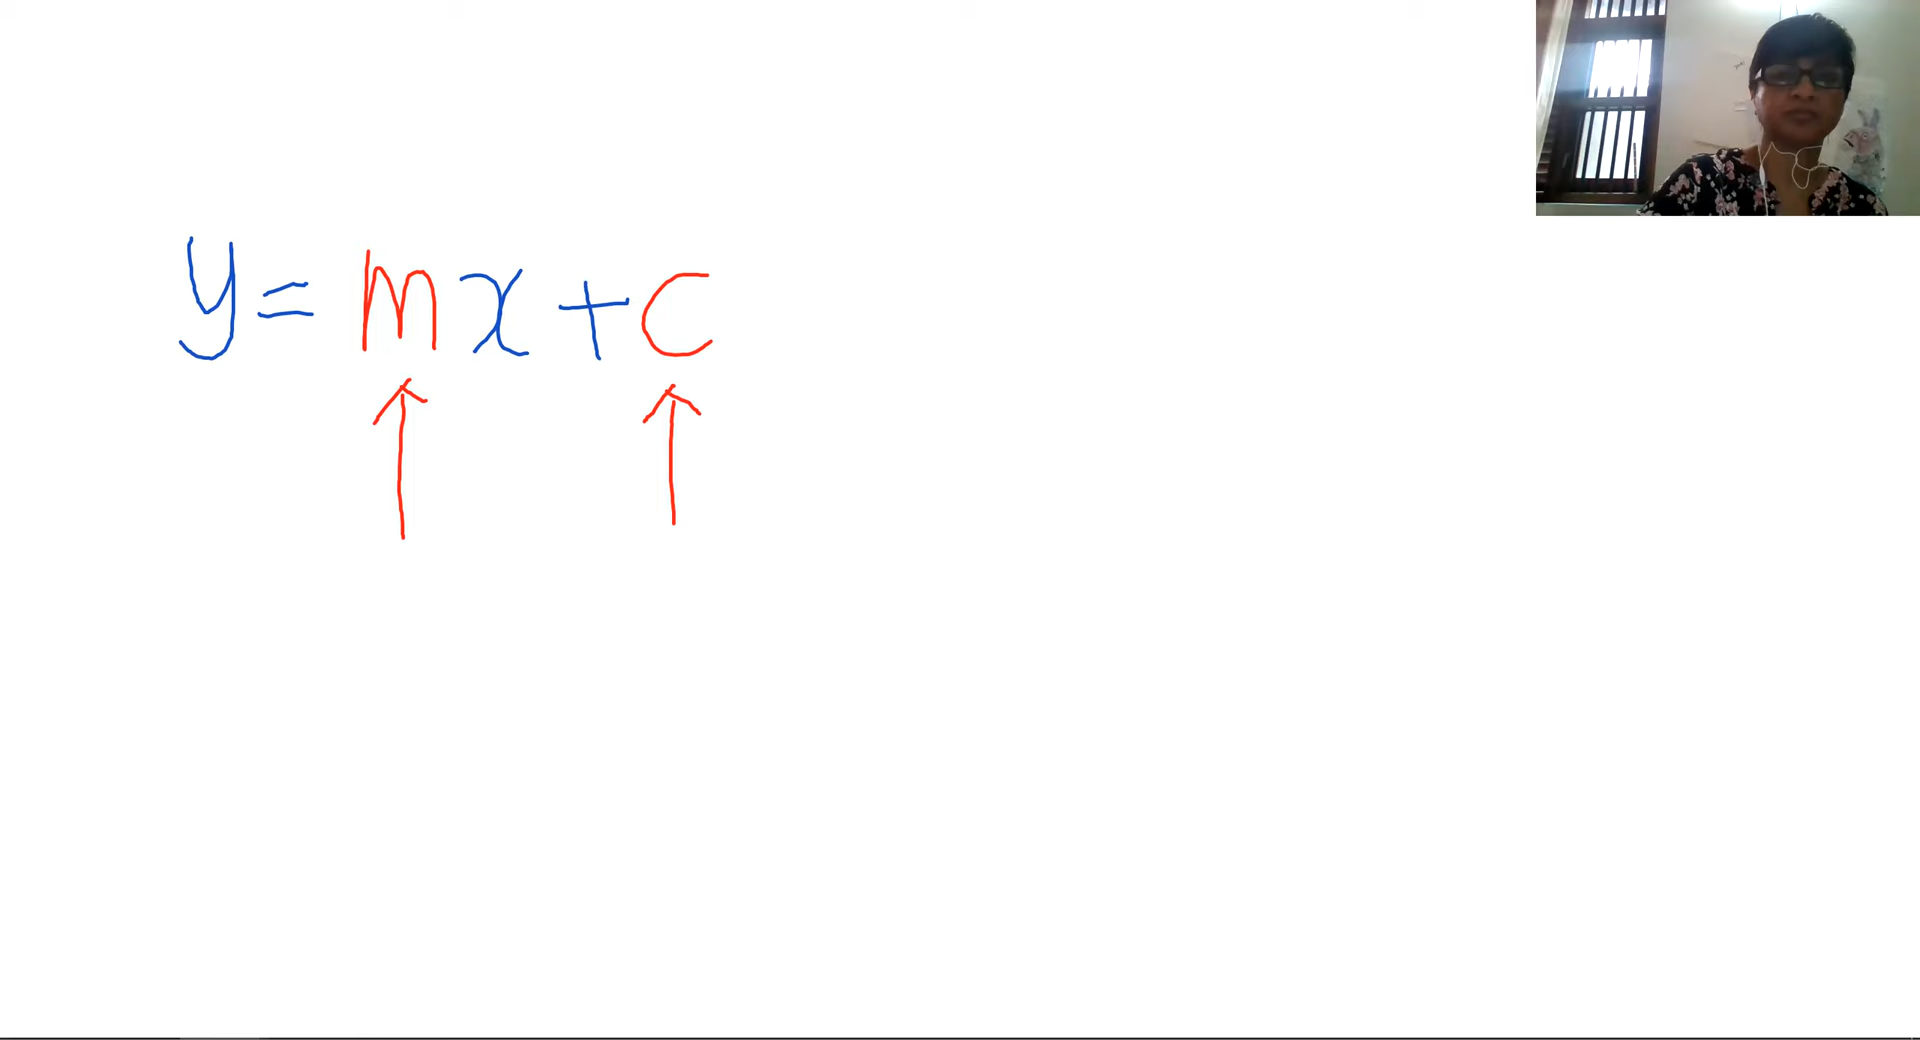 y = mx + c